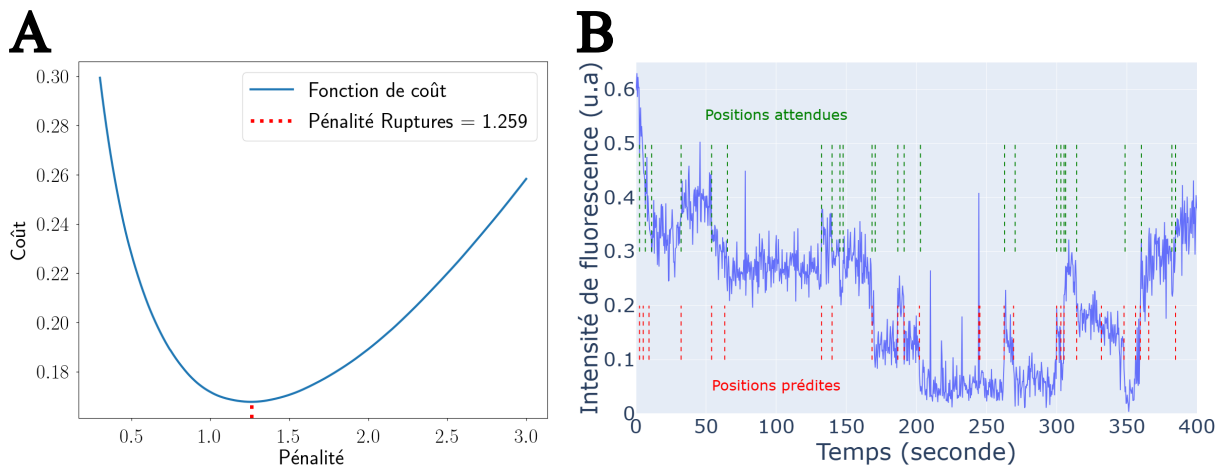 A
B
0.30
0.28
0.26
0.24
0.22
0.20
0.18
Coût
Fonction de coût
Pénalité Ruptures = 1.259
0.5
1.0
1.5
2.0
2.5
3.0
Pénalité
Intensité de fluorescence (u.a)
0.6
0.5
0.4
0.3
0.2
0.1
0
Positions attendues
Positions prédites
0
50
100
150
200
250
300
350
400
Temps (seconde)